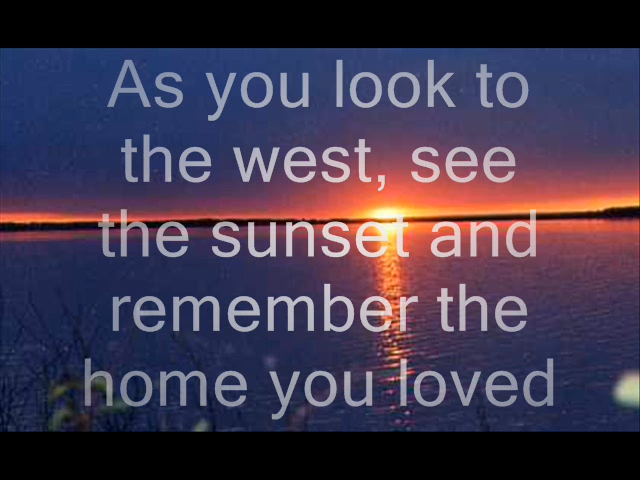 As you look to
the west, see
the sunset and
remember the
home you loved